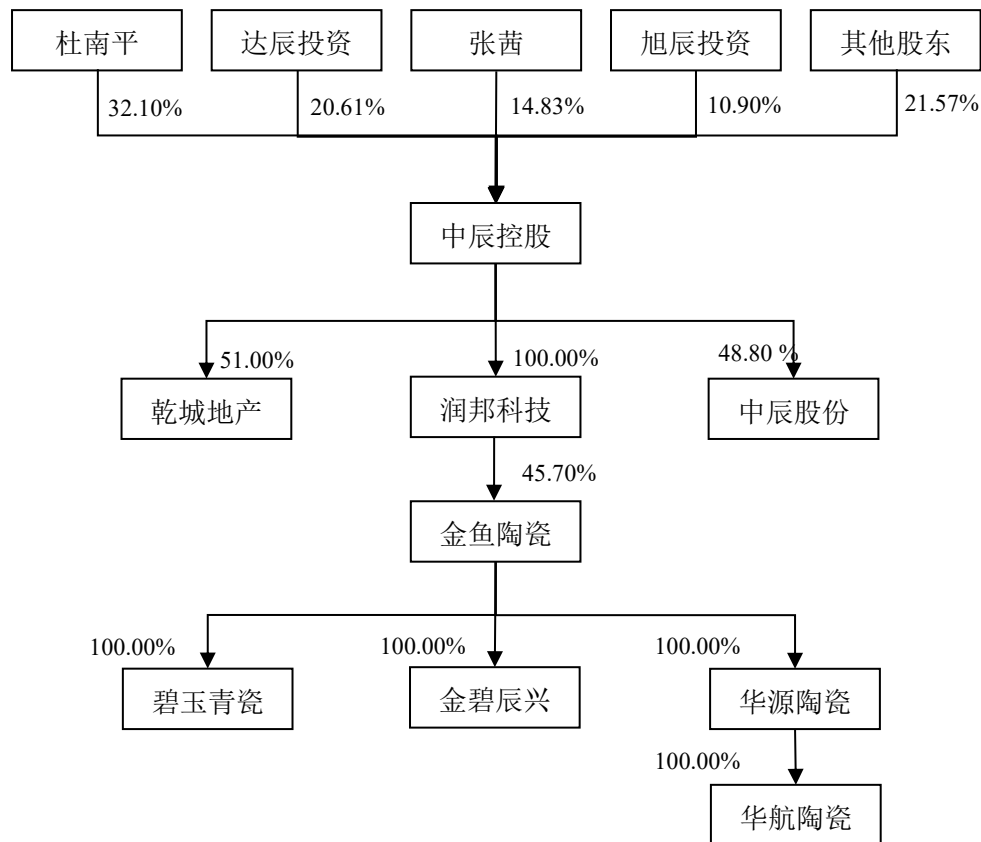 杜南平
达辰投资
张茜
旭辰投资
其他股东
32.10%
20.61%
14.83%
10.90%
21.57%
中辰控股
51.00%
100.00%
48.80 %
乾城地产
润邦科技
中辰股份
45.70%
金鱼陶瓷
100.00%
100.00%
100.00%
碧玉青瓷
金碧辰兴
华源陶瓷
100.00%
华航陶瓷